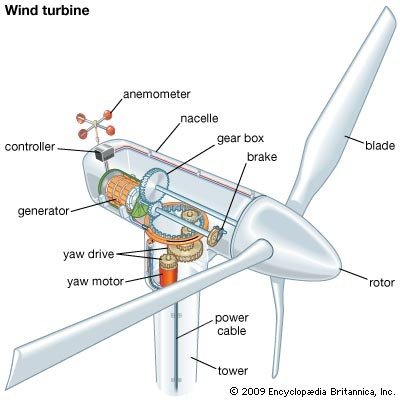 Wind turbine
anemometer
nacelle
gear box
brake
controller
blade
generator
yaw drive
yaw motor
rotor
power
cable
tower
© 2009 Encyclopædia Britannica, Inc.